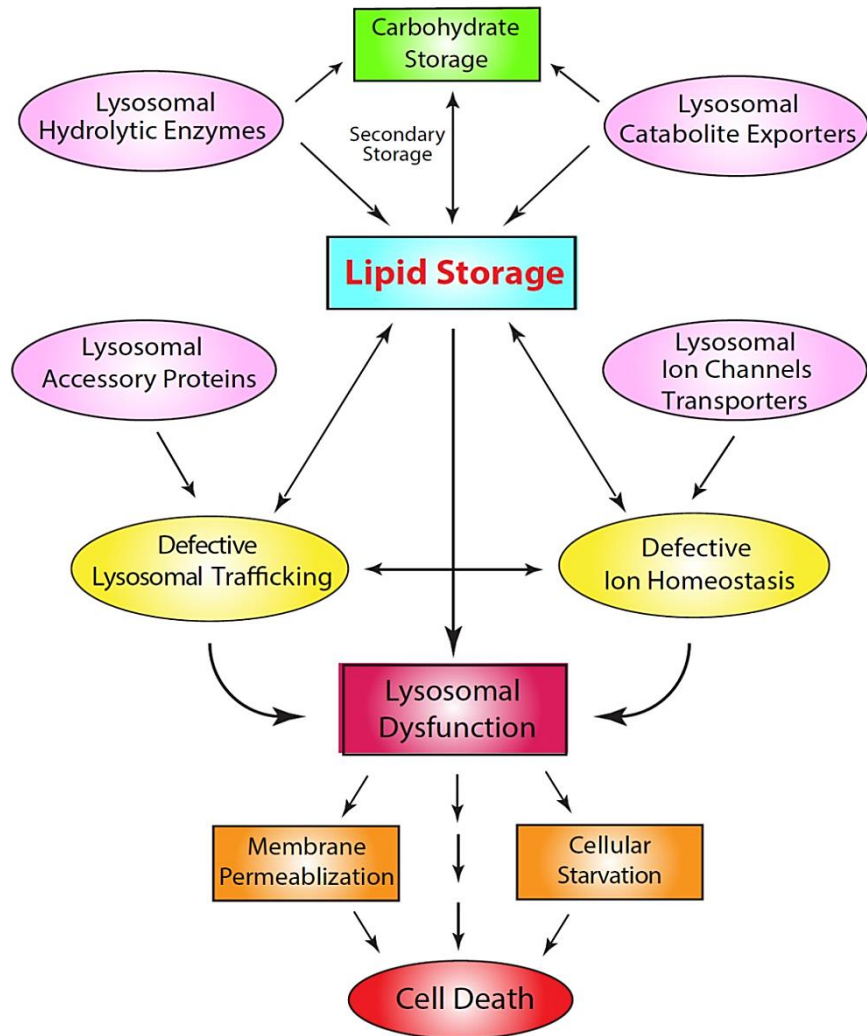 Carbohydrate
Storage
Lysosomal
Hydrolytic Enzymes
Lysosomal
Catabolite Exporters
Secondary
Storage
Lipid Storage
Lysosomal
Accessory Proteins
Lysosomal
Ion Channels
Transporters
Defective
Lysosomal Trafficking
Defective
Ion Homeostasis
Lysosomal
Dysfunction
Membrane
Permeablization
Cellular
Starvation
Cell Death